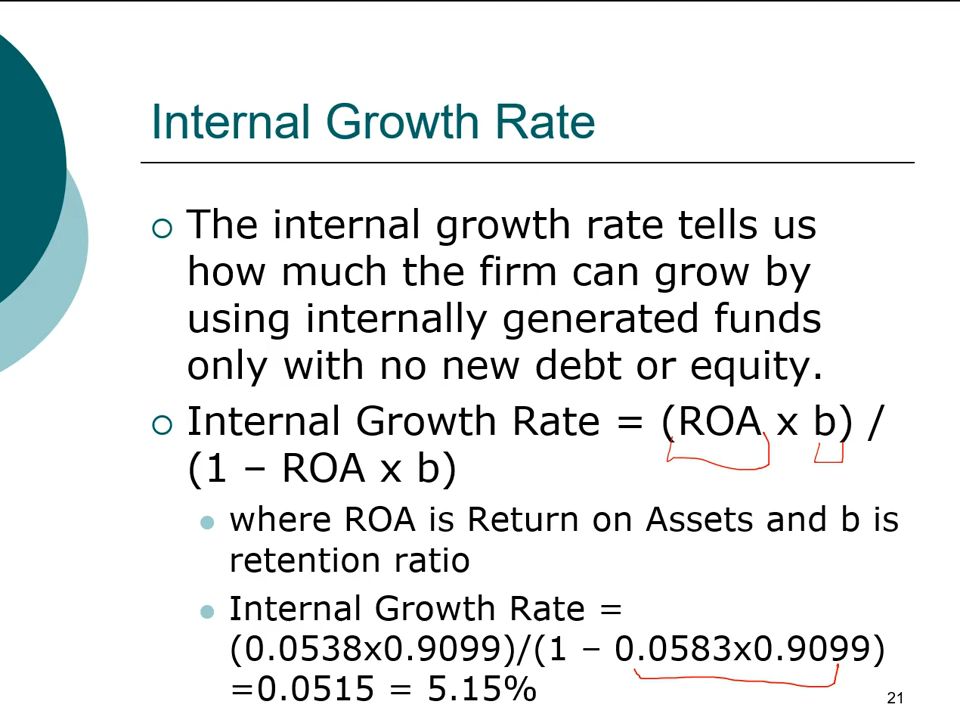 Internal Growth Rate
The internal growth rate tells us
how much the firm can grow by
using internally generated funds
only with no new debt or equity.
Internal Growth Rate = (ROA x b) /
(1 – ROA x b)
where ROA is Return on Assets and b is
retention ratio
Internal Growth Rate =
(0.0538x0.9099)/(1 – 0.0583x0.9099)
=0.0515 = 5.15%
21